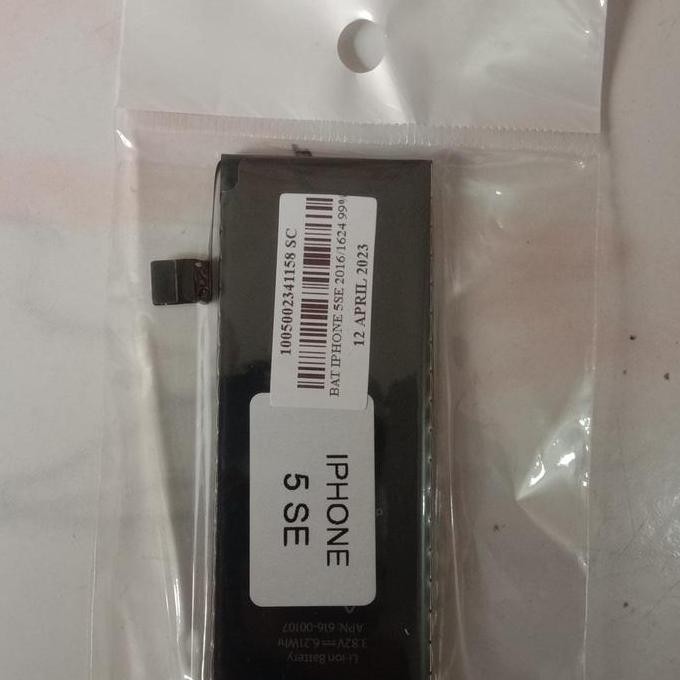 1005002341158 SC
BAT IPHONE 5SE 2016/1624 99%
12 APRIL 2023
IPHONE
5 SE
Li-ion Battery
3.82V 6.21Whr
APN: 616-00107